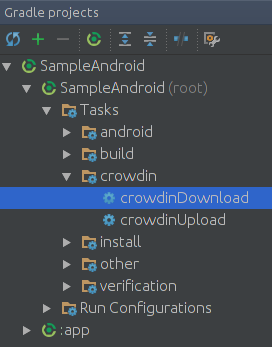 Gradle projects
SampleAndroid
SampleAndroid (root)
Tasks
android
build
crowdin
crowdinDownload
crowdinUpload
install
other
verification
Run Configurations
:app